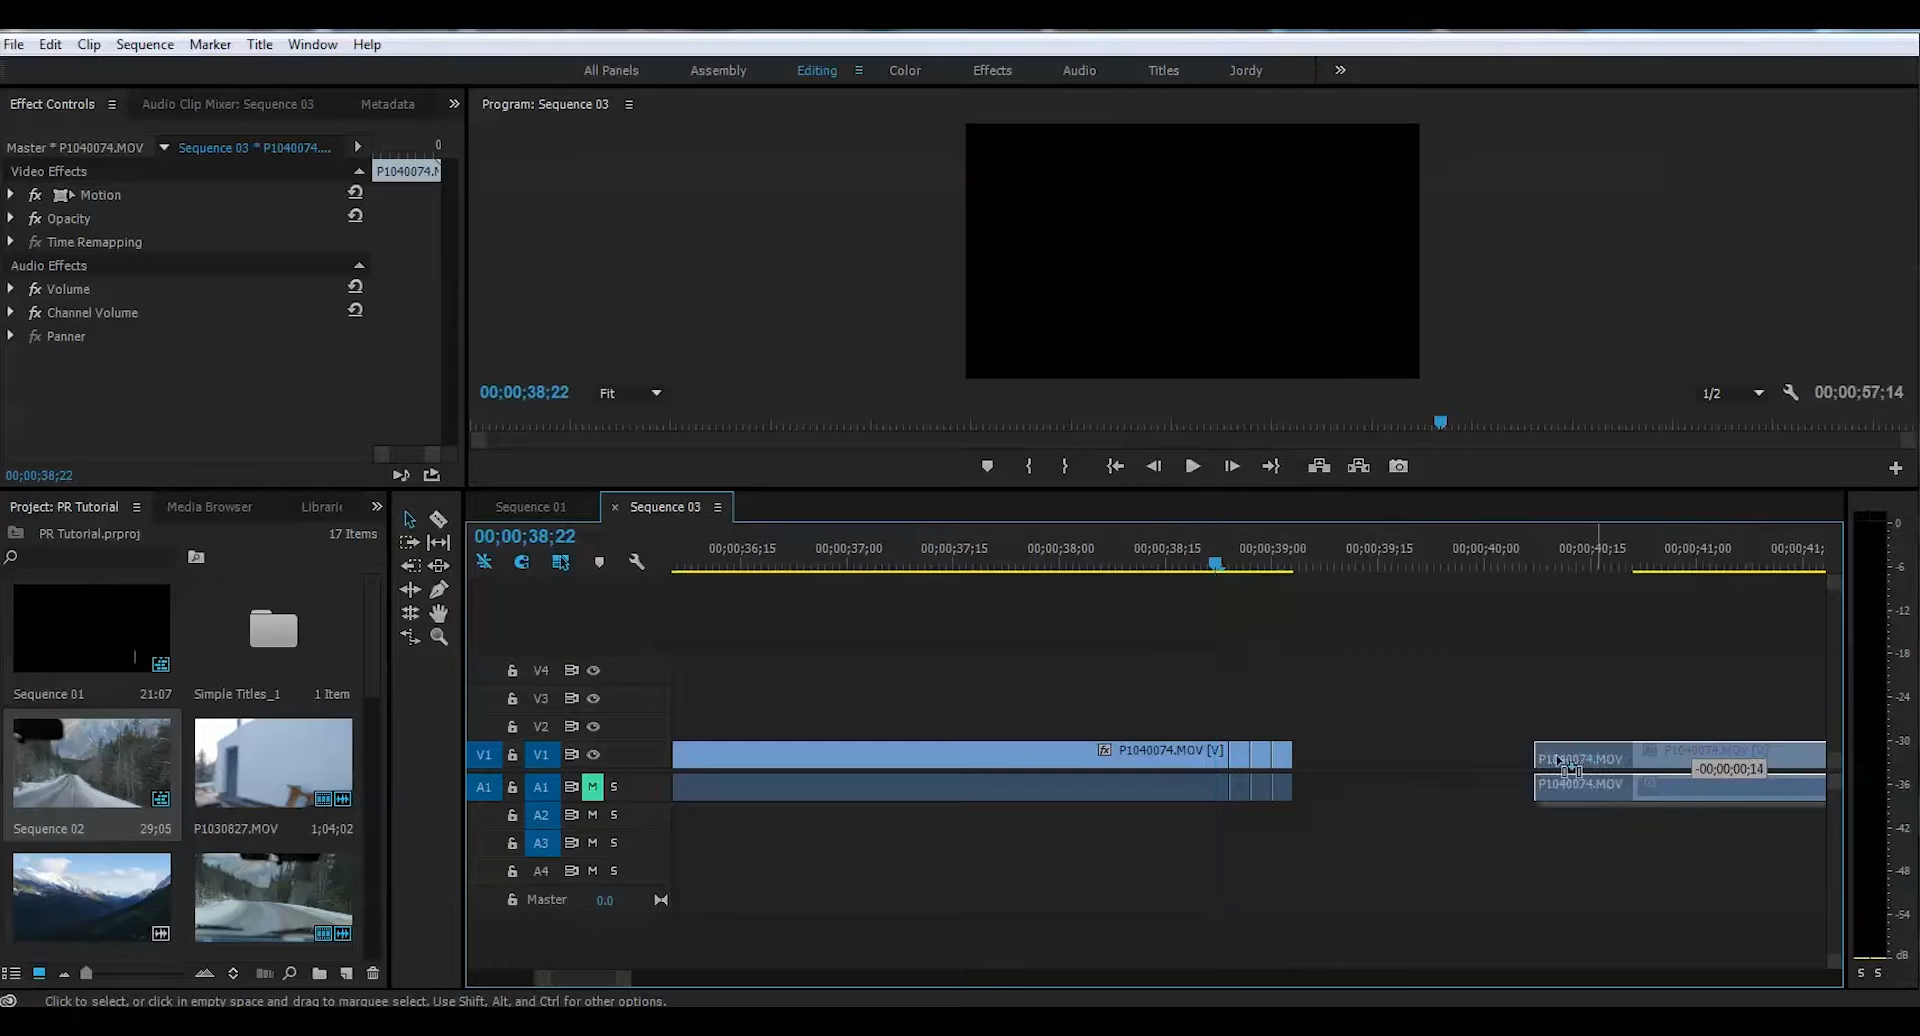 File Edit Clip Sequence Marker Title Window Help
All Panels Assembly Editing Color Effects Audio Titles Jordy
Effect Controls Audio Clip Mixer: Sequence 03 Metadata
Program: Sequence 03
Master * P1040074.MOV Sequence 03 * P1040074.... 0
Video Effects P1040074.M
fx Motion
fx Opacity
fx Time Remapping
Audio Effects
fx Volume
fx Channel Volume
fx Panner
00;00;38;22 Fit 1/2 00;00;57;14
00;00;38;22
Project: PR Tutorial Media Browser Librarie
PR Tutorial.prproj 17 Items
Sequence 01 21:07
Simple Titles_1 1 Item
Sequence 02 29;05
P1030827.MOV 1;04;02
Sequence 01 × Sequence 03
00;00;38;22
00;00;36;15 00;00;37;00 00;00;37;15 00;00;38;00 00;00;38;15 00;00;39;00 00;00;39;15 00;00;40;00 00;00;40;15 00;00;41;00 00;00;41;
V4
V3
V2
V1 V1 fx P1040074.MOV [V] P1040074.MOV fx P1040074.MOV [V]
-00;00;00;14
A1 A1 M S P1040074.MOV
A2 M S
A3 M S
A4 M S
Master 0.0
0
-6
-12
-18
-24
-30
-36
-42
-48
-54
dB
S S
Click to select, or click in empty space and drag to marquee select. Use Shift, Alt, and Ctrl for other options.